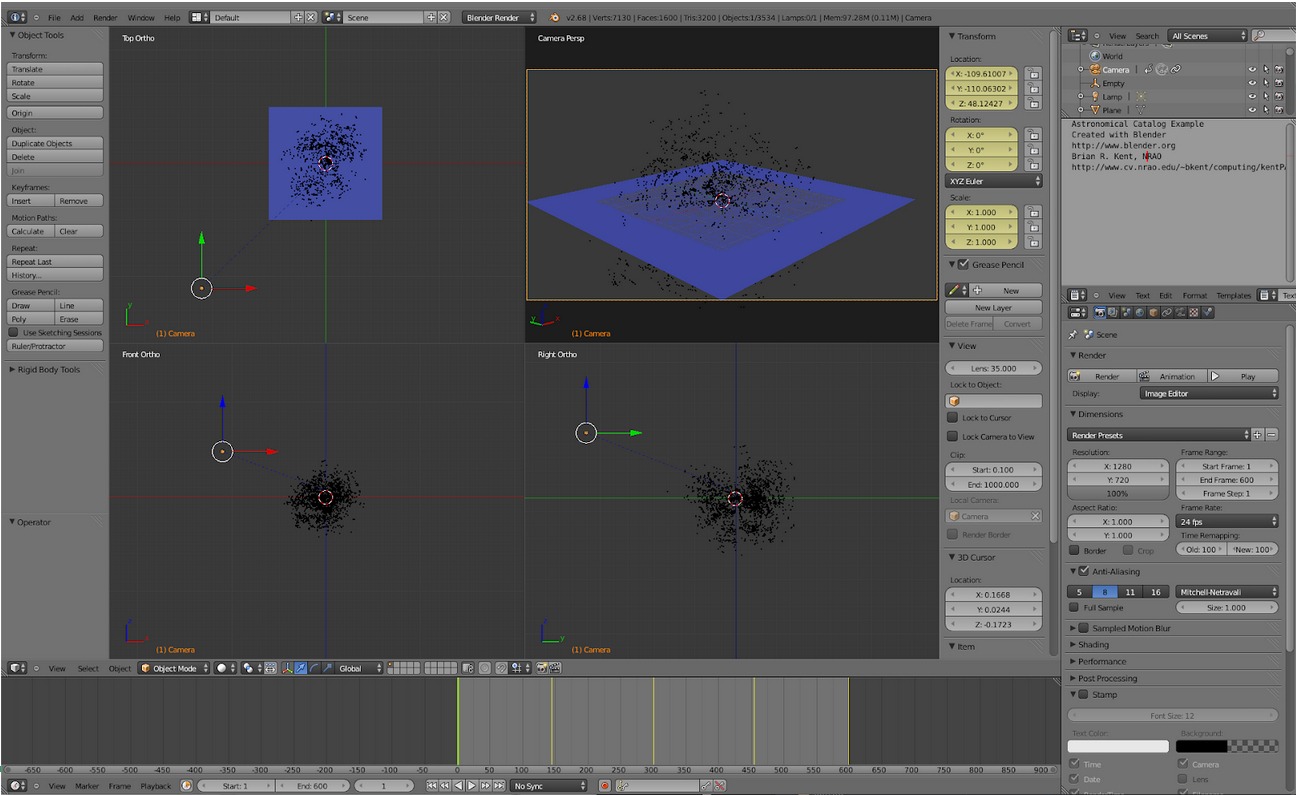 File Add Render Window Help Default Scene Blender Render v2.68 | Verts:7130 | Faces:1600 | Tris:3200 | Objects:1/3534 | Lamps:0/1 | Mem:97.28M (0.11M) | Camera
Object Tools
Transform:
Translate
Rotate
Scale
Origin
Object:
Duplicate Objects
Delete
Join
Keyframes:
Insert Remove
Motion Paths:
Calculate Clear
Repeat:
Repeat Last
History...
Grease Pencil:
Draw Line
Poly Erase
Use Sketching Sessions
Ruler/Protractor
Rigid Body Tools
Operator
Top Ortho
y
(1) Camera
Camera Persp
y
(1) Camera
Front Ortho
z
(1) Camera
Right Ortho
z
y
(1) Camera
Transform
Location:
X: -109.61007
Y: -110.06302
Z: 48.12427
Rotation:
X: 0°
Y: 0°
Z: 0°
XYZ Euler
Scale:
X: 1.000
Y: 1.000
Z: 1.000
Grease Pencil
New
New Layer
Delete Frame Convert
View
Lens: 35.000
Lock to Object:
Lock to Cursor
Lock Camera to View
Clip:
Start: 0.100
End: 1000.000
Local Camera:
Camera
Render Border
3D Cursor
Location:
X: 0.1668
Y: 0.0244
Z: -0.1723
Item
View Search All Scenes
World
Camera
Empty
Lamp
Plane
Astronomical Catalog Example
Created with Blender
http://www.blender.org
Brian R. Kent, NRAO
http://www.cv.nrao.edu/~bkent/computing/kentP
View Text Edit Format Templates Text
Scene
Render
Render Animation Play
Display: Image Editor
Dimensions
Render Presets
Resolution: Frame Range:
X: 1280 Start Frame: 1
Y: 720 End Frame: 600
100% Frame Step: 1
Aspect Ratio: Frame Rate:
X: 1.000 24 fps
Y: 1.000 Time Remapping:
Border Crop Old: 100 New: 100
Anti-Aliasing
5 8 11 16 Mitchell-Netravali
Full Sample Size: 1.000
Sampled Motion Blur
Shading
Performance
Post Processing
Stamp
Font Size: 12
Text Color: Background:
Time Camera
Date Lens
View Select Object Object Mode Global
-650 -600 -550 -500 -450 -400 -350 -300 -250 -200 -150 -100 -50 0 50 100 150 200 250 300 350 400 450 500 550 600 650 700 750 800 850 900
View Marker Frame Playback Start: 1 End: 600 1 No Sync